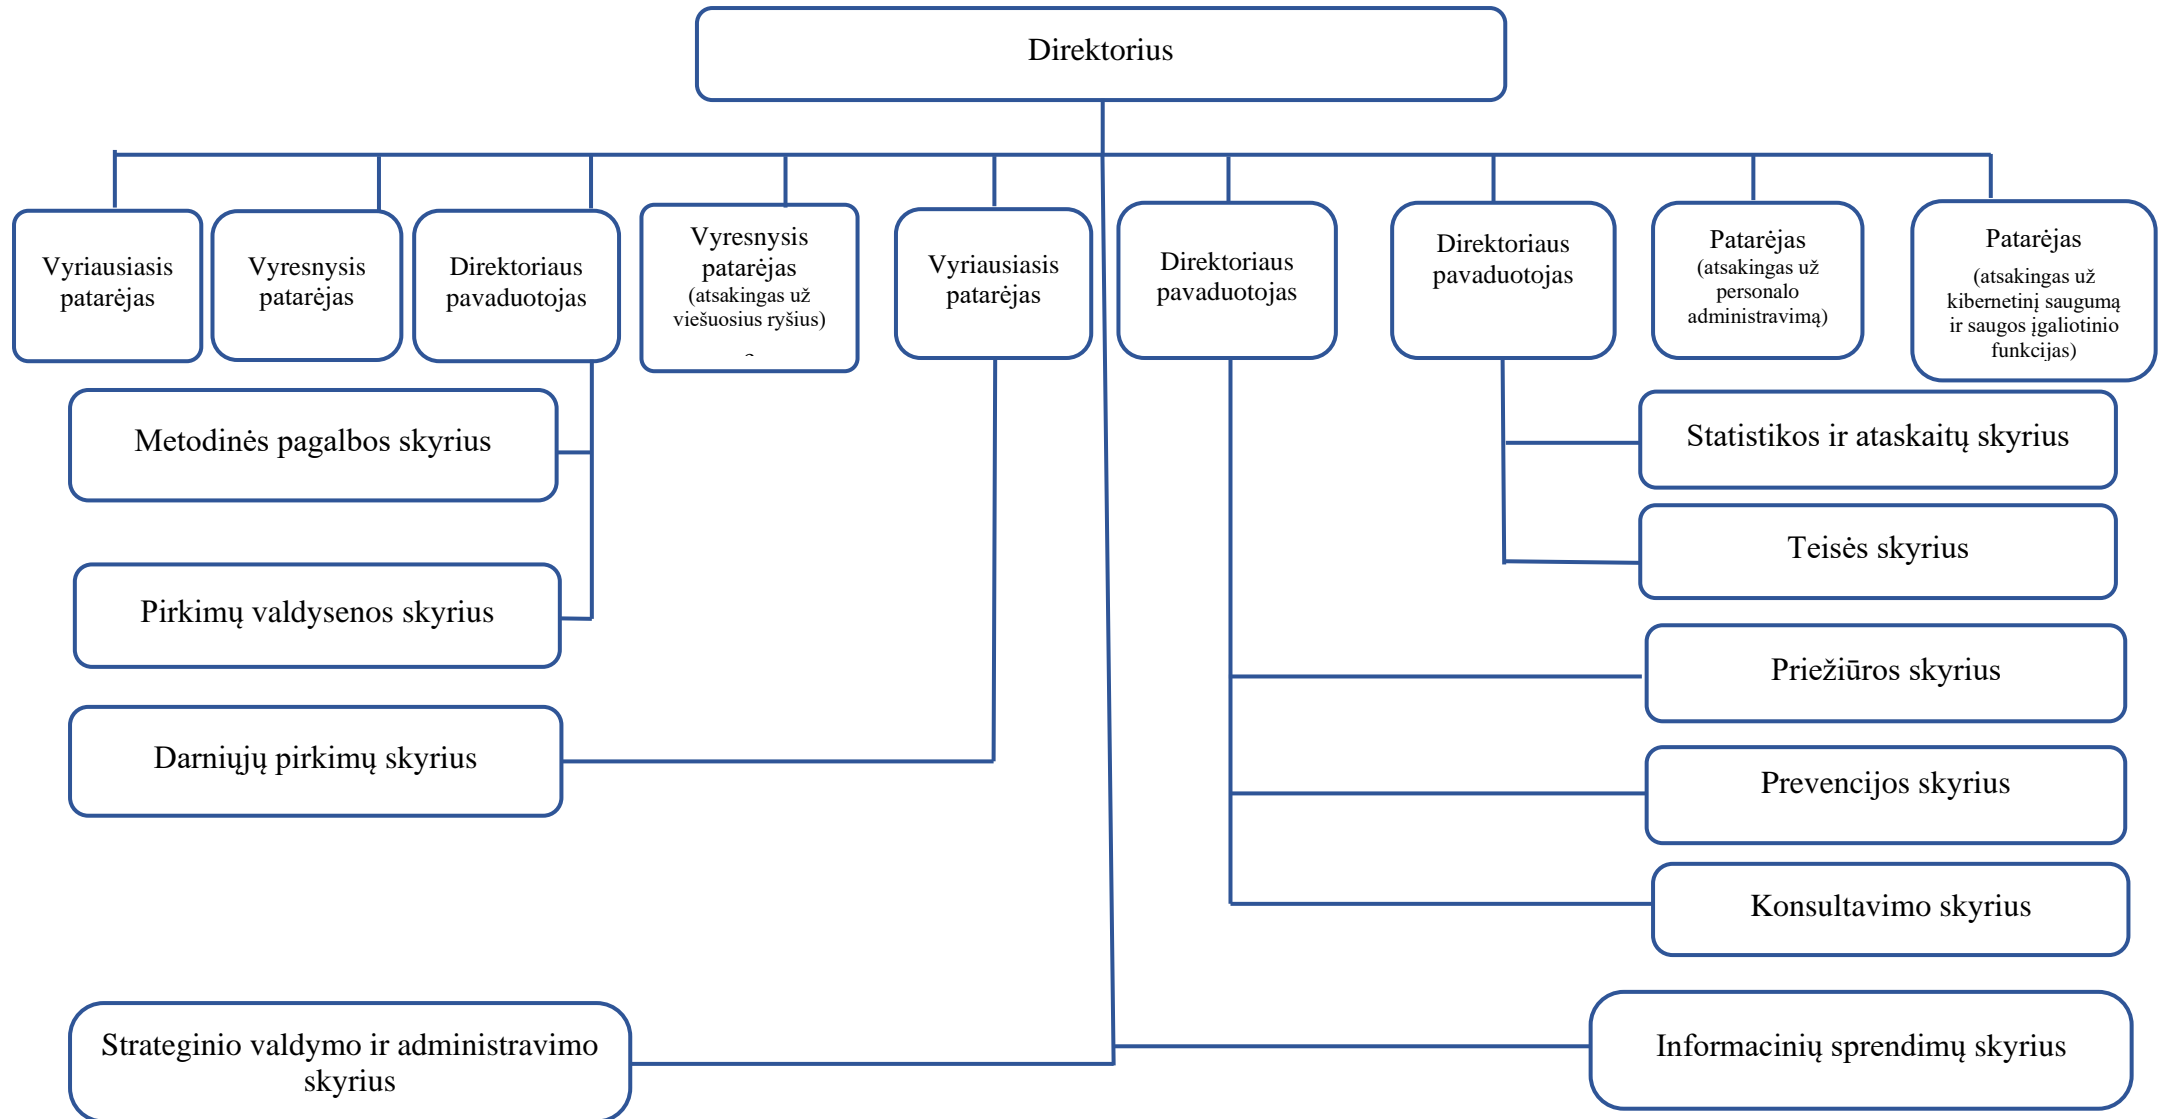 Direktorius
Vyriausiasis
patarėjas
Vyresnysis
patarėjas
Direktoriaus
pavaduotojas
Vyresnysis
patarėjas
(atsakingas už
viešuosius ryšius)
Vyriausiasis
patarėjas
Direktoriaus
pavaduotojas
Direktoriaus
pavaduotojas
Patarėjas
(atsakingas už
personalo
administravimą)
Patarėjas
(atsakingas už
kibernetinį saugumą
ir saugos įgaliotinio
funkcijas)
Metodinės pagalbos skyrius
Statistikos ir ataskaitų skyrius
Teisės skyrius
Pirkimų valdysenos skyrius
Priežiūros skyrius
Darniųjų pirkimų skyrius
Prevencijos skyrius
Konsultavimo skyrius
Strateginio valdymo ir administravimo
skyrius
Informacinių sprendimų skyrius